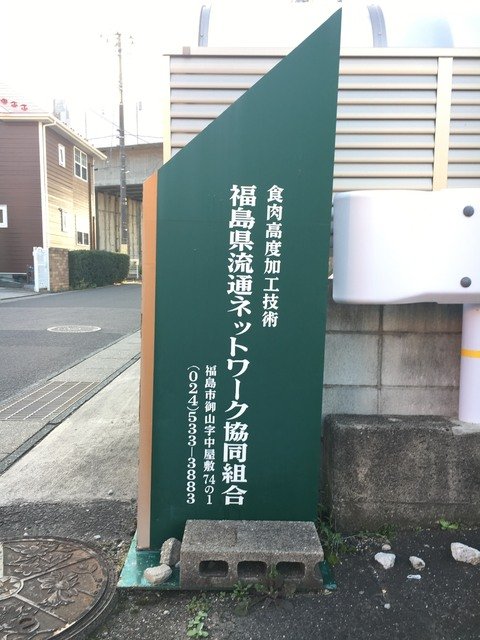 食肉高度加工技術
福島県流通ネットワーク協同組合
福島市御山字中屋敷74の1
(024)533-3883